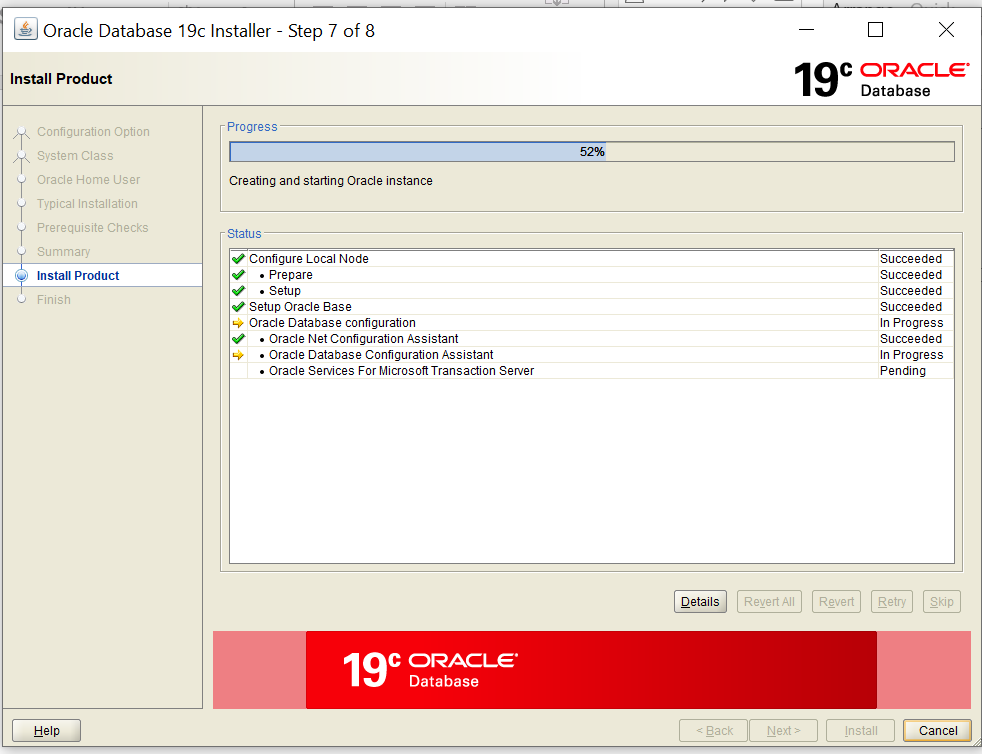 Oracle Database 19c Installer - Step 7 of 8
Install Product
19c ORACLE®
Database
Configuration Option
System Class
Oracle Home User
Typical Installation
Prerequisite Checks
Summary
Install Product
Finish
Progress
52%
Creating and starting Oracle instance
Status
Configure Local Node Succeeded
• Prepare Succeeded
• Setup Succeeded
Setup Oracle Base Succeeded
Oracle Database configuration In Progress
• Oracle Net Configuration Assistant Succeeded
• Oracle Database Configuration Assistant In Progress
• Oracle Services For Microsoft Transaction Server Pending
Details Revert All Revert Retry Skip
19c ORACLE®
Database
Help < Back Next > Install Cancel